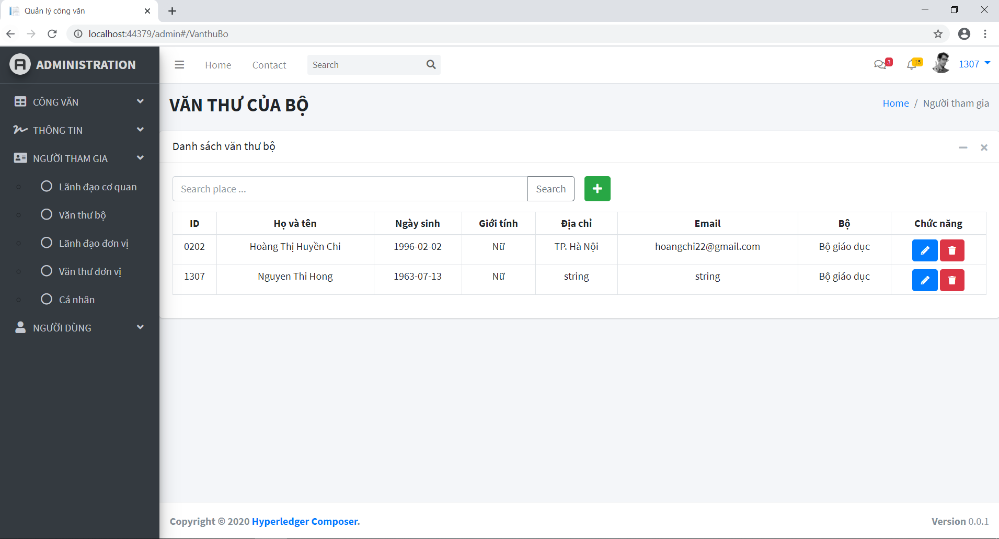 Quản lý công văn
localhost:44379/admin#/VanthuBo
ADMINISTRATION
Home Contact Search 3 15 1307
CÔNG VĂN
THÔNG TIN
NGƯỜI THAM GIA
Lãnh đạo cơ quan
Văn thư bộ
Lãnh đạo đơn vị
Văn thư đơn vị
Cá nhân
NGƯỜI DÙNG
VĂN THƯ CỦA BỘ
Home / Người tham gia
Danh sách văn thư bộ
Search place ... Search
ID Họ và tên Ngày sinh Giới tính Địa chỉ Email Bộ Chức năng
0202 Hoàng Thị Huyền Chi 1996-02-02 Nữ TP. Hà Nội hoangchi22@gmail.com Bộ giáo dục
1307 Nguyen Thi Hong 1963-07-13 Nữ string string Bộ giáo dục
Copyright © 2020 Hyperledger Composer.
Version 0.0.1